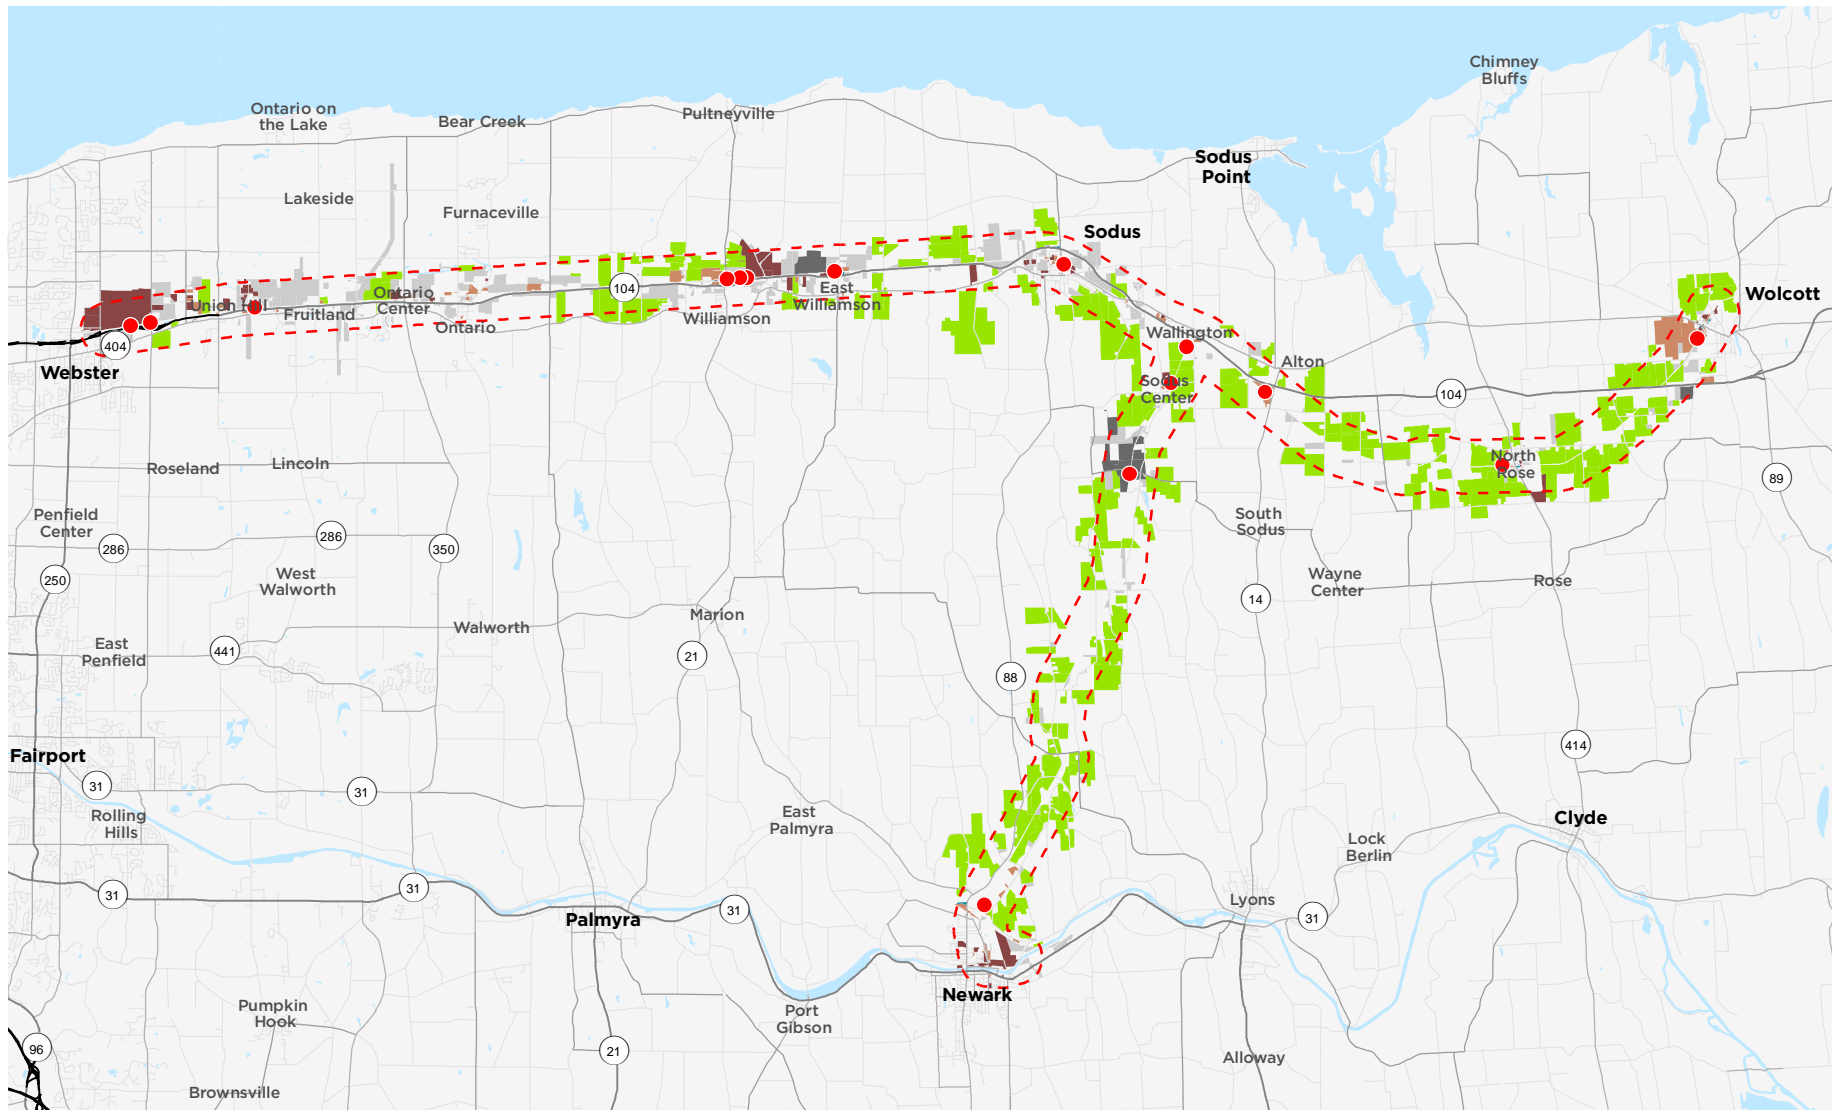 Chimney
Bluffs
Ontario on
the Lake
Bear Creek
Pultneyville
Sodus
Point
Lakeside
Furnaceville
Sodus
Union Hill
Ontario
Center
Fruitland
Ontario
104
Williamson
East
Williamson
Wolcott
404
Webster
Wallington
Alton
Sodus
Center
104
North
Rose
89
Roseland
Lincoln
Penfield
Center
286
286
350
South
Sodus
250
West
Walworth
Wayne
Center
Rose
14
Marion
Walworth
East
Penfield
441
21
88
Fairport
414
31
31
Rolling
Hills
East
Palmyra
Clyde
Lock
Berlin
31
31
Palmyra
31
Lyons
31
Newark
Pumpkin
Hook
Port
Gibson
96
21
Alloway
Brownsville